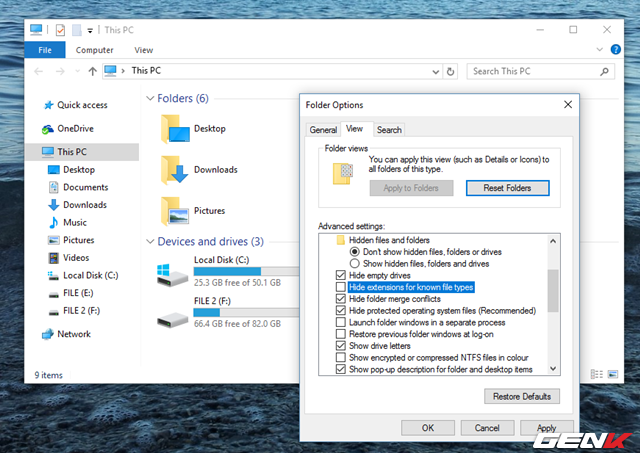 This PC
File Computer View
This PC
Search This PC
Quick access
OneDrive
This PC
Desktop
Documents
Downloads
Music
Pictures
Videos
Local Disk (C:)
FILE (E:)
FILE 2 (F:)
Network
Folders (6)
Desktop
Downloads
Pictures
Devices and drives (3)
Local Disk (C:)
25.3 GB free of 50.1 GB
FILE 2 (F:)
66.4 GB free of 82.0 GB
9 items
Folder Options
General View Search
Folder views
You can apply this view (such as Details or Icons) to
all folders of this type.
Apply to Folders Reset Folders
Advanced settings:
Hidden files and folders
Don't show hidden files, folders or drives
Show hidden files, folders and drives
Hide empty drives
Hide extensions for known file types
Hide folder merge conflicts
Hide protected operating system files (Recommended)
Launch folder windows in a separate process
Restore previous folder windows at log-on
Show drive letters
Show encrypted or compressed NTFS files in colour
Show pop-up description for folder and desktop items
Restore Defaults
OK Cancel Apply
GENK